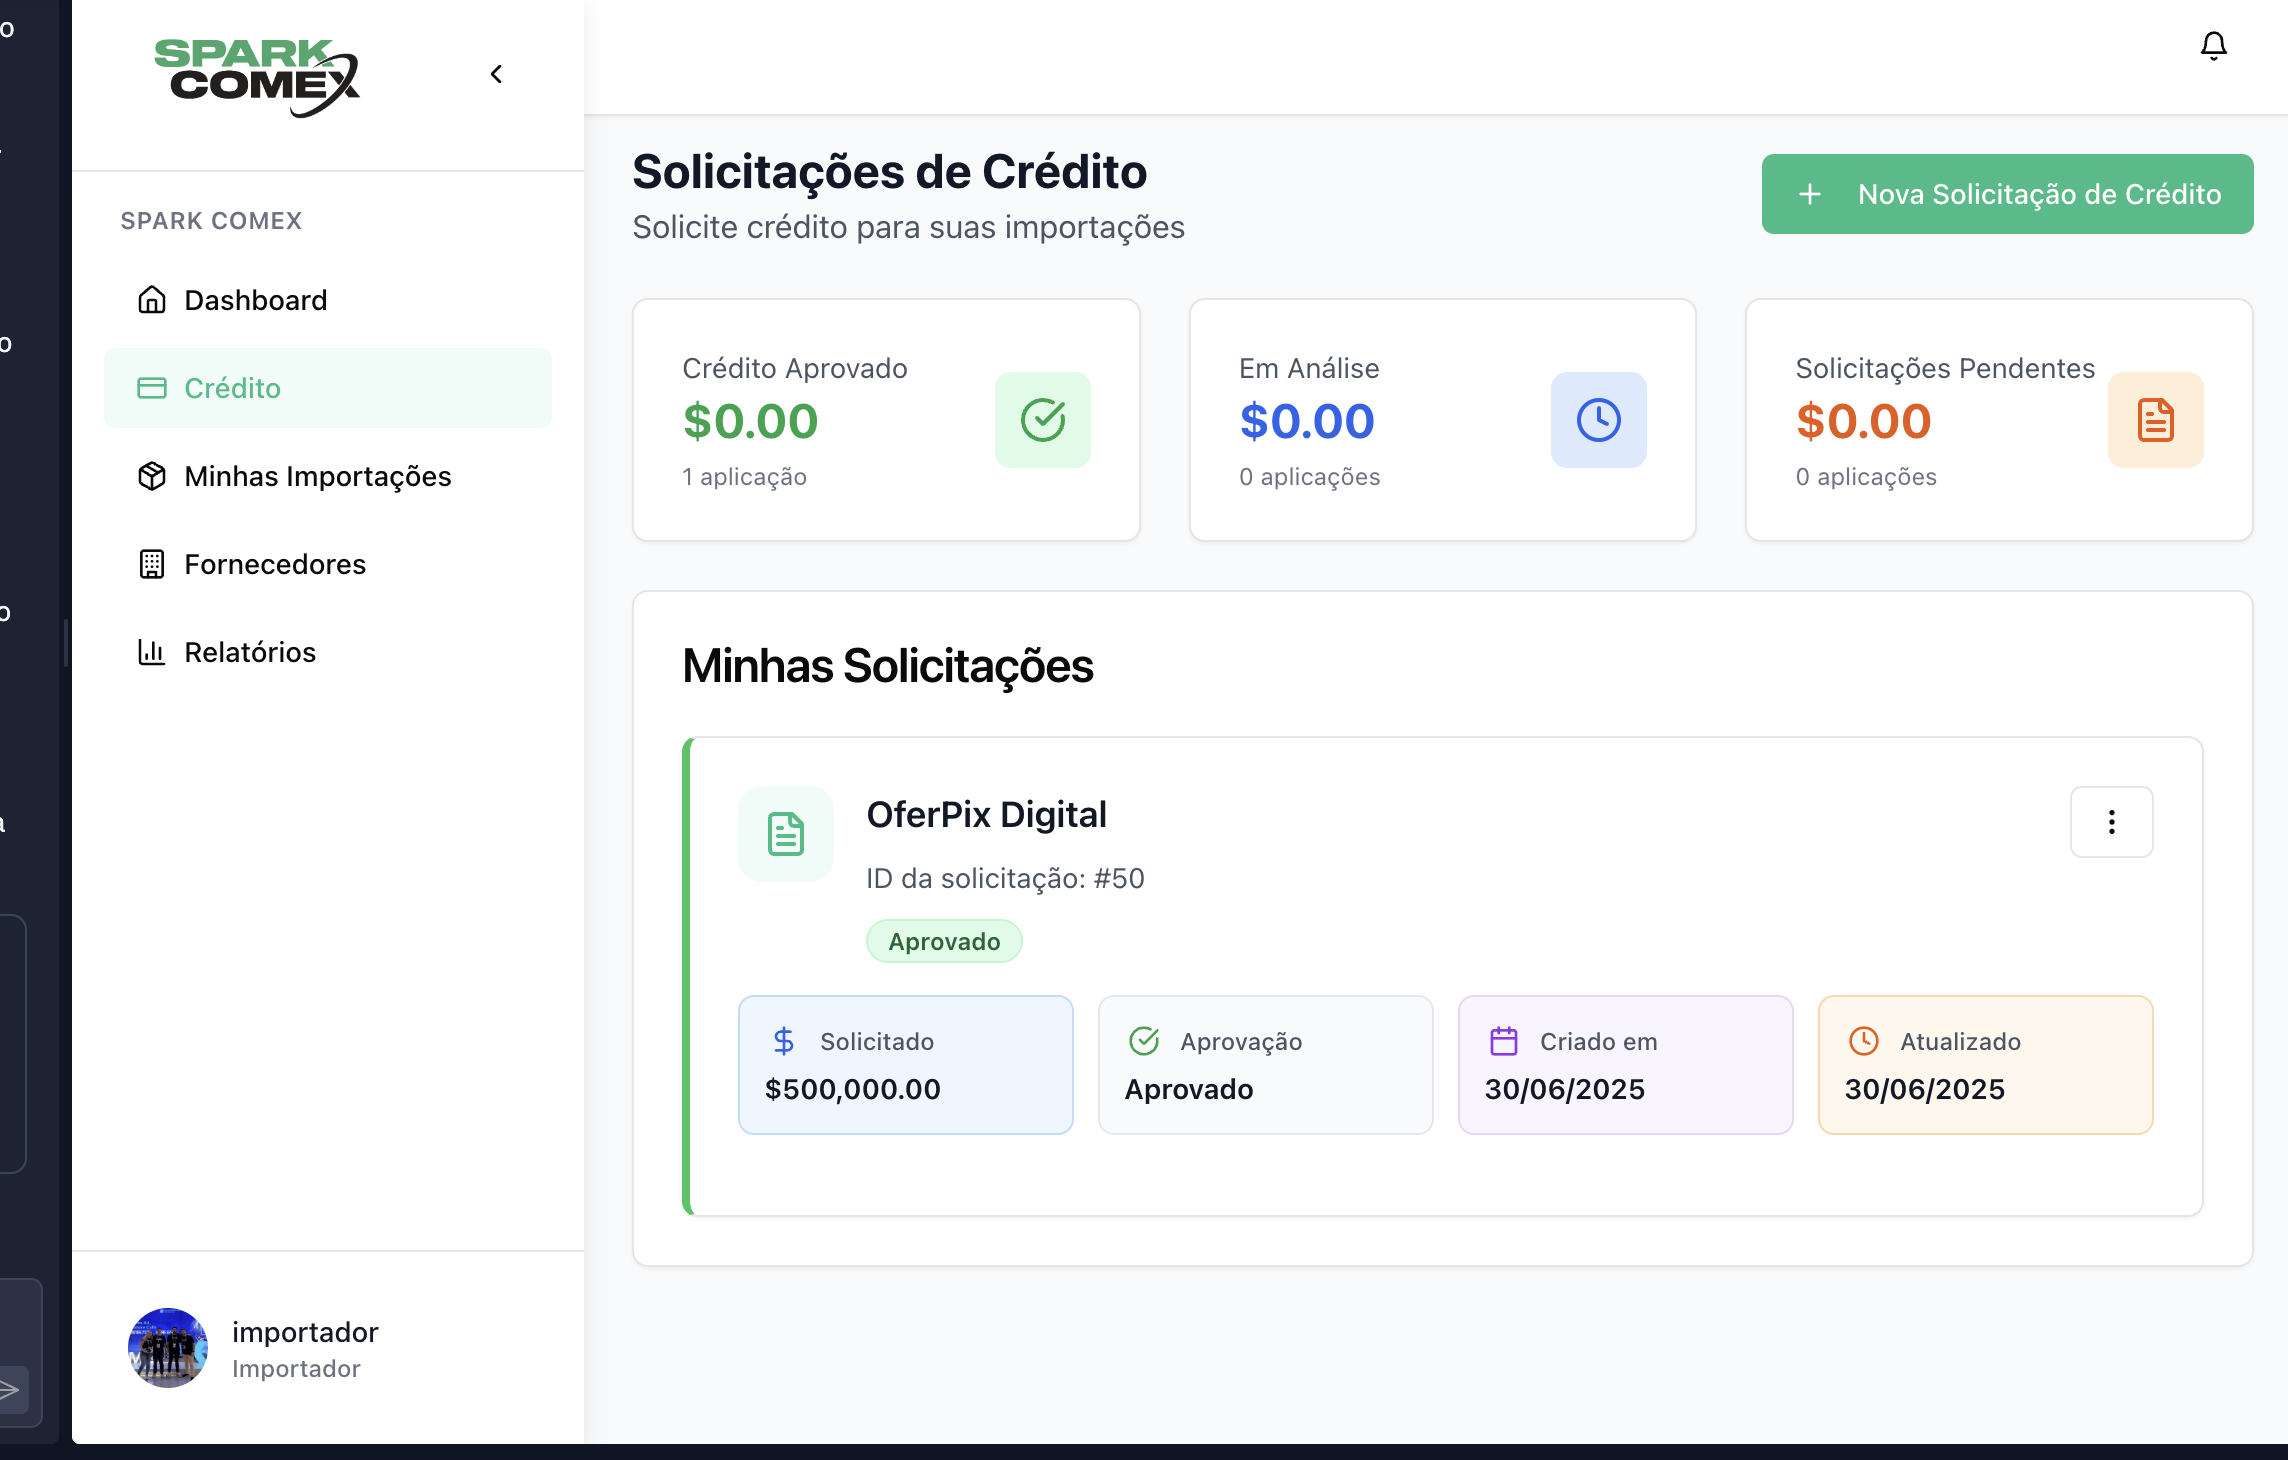 SPARK
COMEX
SPARK COMEX
Dashboard
Crédito
Minhas Importações
Fornecedores
Relatórios
importador
Importador
Solicitações de Crédito
Solicite crédito para suas importações
Nova Solicitação de Crédito
Crédito Aprovado
$0.00
1 aplicação
Em Análise
$0.00
0 aplicações
Solicitações Pendentes
$0.00
0 aplicações
Minhas Solicitações
OferPix Digital
ID da solicitação: #50
Aprovado
Solicitado
$500,000.00
Aprovação
Aprovado
Criado em
30/06/2025
Atualizado
30/06/2025